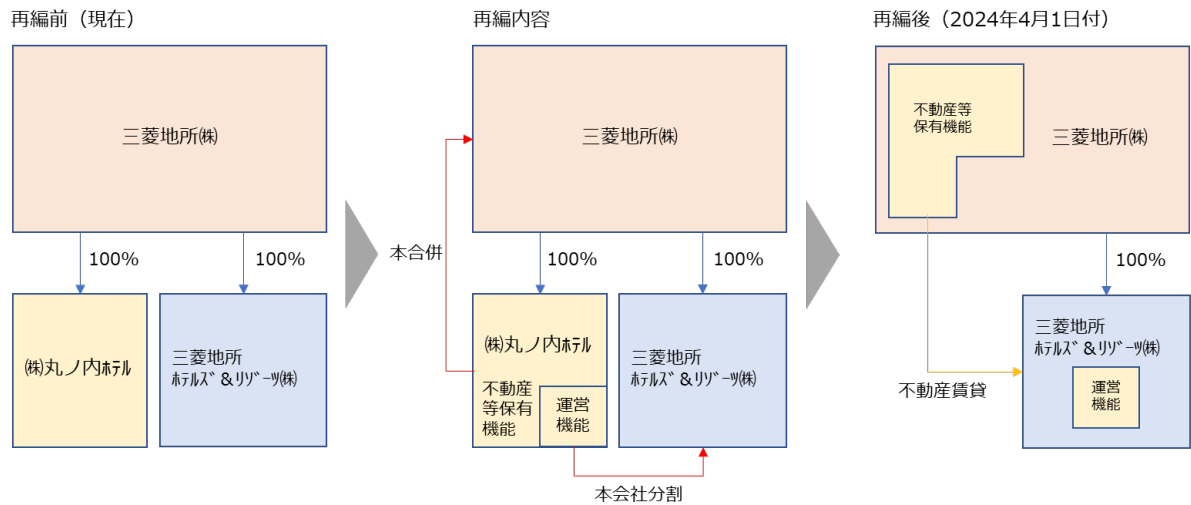 再編前（現在）
三菱地所㈱
100%
100%
㈱丸ノ内ﾎﾃﾙ
三菱地所
ﾎﾃﾙｽﾞ＆ﾘｿﾞｰﾂ㈱
再編内容
三菱地所㈱
本合併
100%
100%
㈱丸ノ内ﾎﾃﾙ
不動産
等保有
機能
運営
機能
三菱地所
ﾎﾃﾙｽﾞ＆ﾘｿﾞｰﾂ㈱
本会社分割
再編後（2024年4月1日付）
不動産等
保有機能
三菱地所㈱
100%
三菱地所
ﾎﾃﾙｽﾞ＆ﾘｿﾞｰﾂ㈱
運営
機能
不動産賃貸